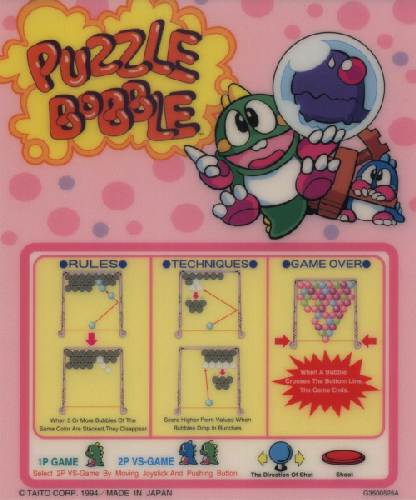 PUZZLE
BOBBLE
TM
RULES
TECHNIQUES
GAME OVER
When 3 Or More Bubbles Of The
Same Color Are Stacked,They Disappear.
Score Higher Point Values When
Bubbles Drop In Bunches.
When A Bubble
Crosses The Bottom Line,
The Game Ends.
1P GAME
2P VS-GAME
Select 2P VS-Game By Moving Joystick And Pushing Button.
The Direction Of Shot
Shoot
© TAITO CORP. 1994／MADE IN JAPAN